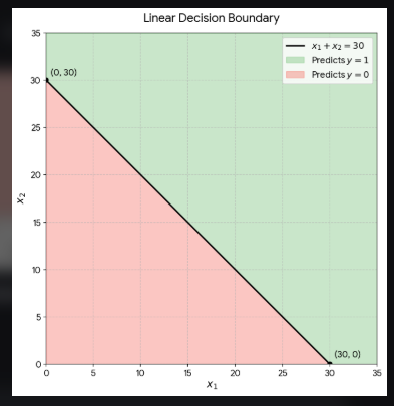 Linear Decision Boundary
x₁ + x₂ = 30
Predicts y = 1
Predicts y = 0
(0, 30)
(30, 0)
35
30
25
20
15
10
5
0
x₂
0 5 10 15 20 25 30 35
x₁